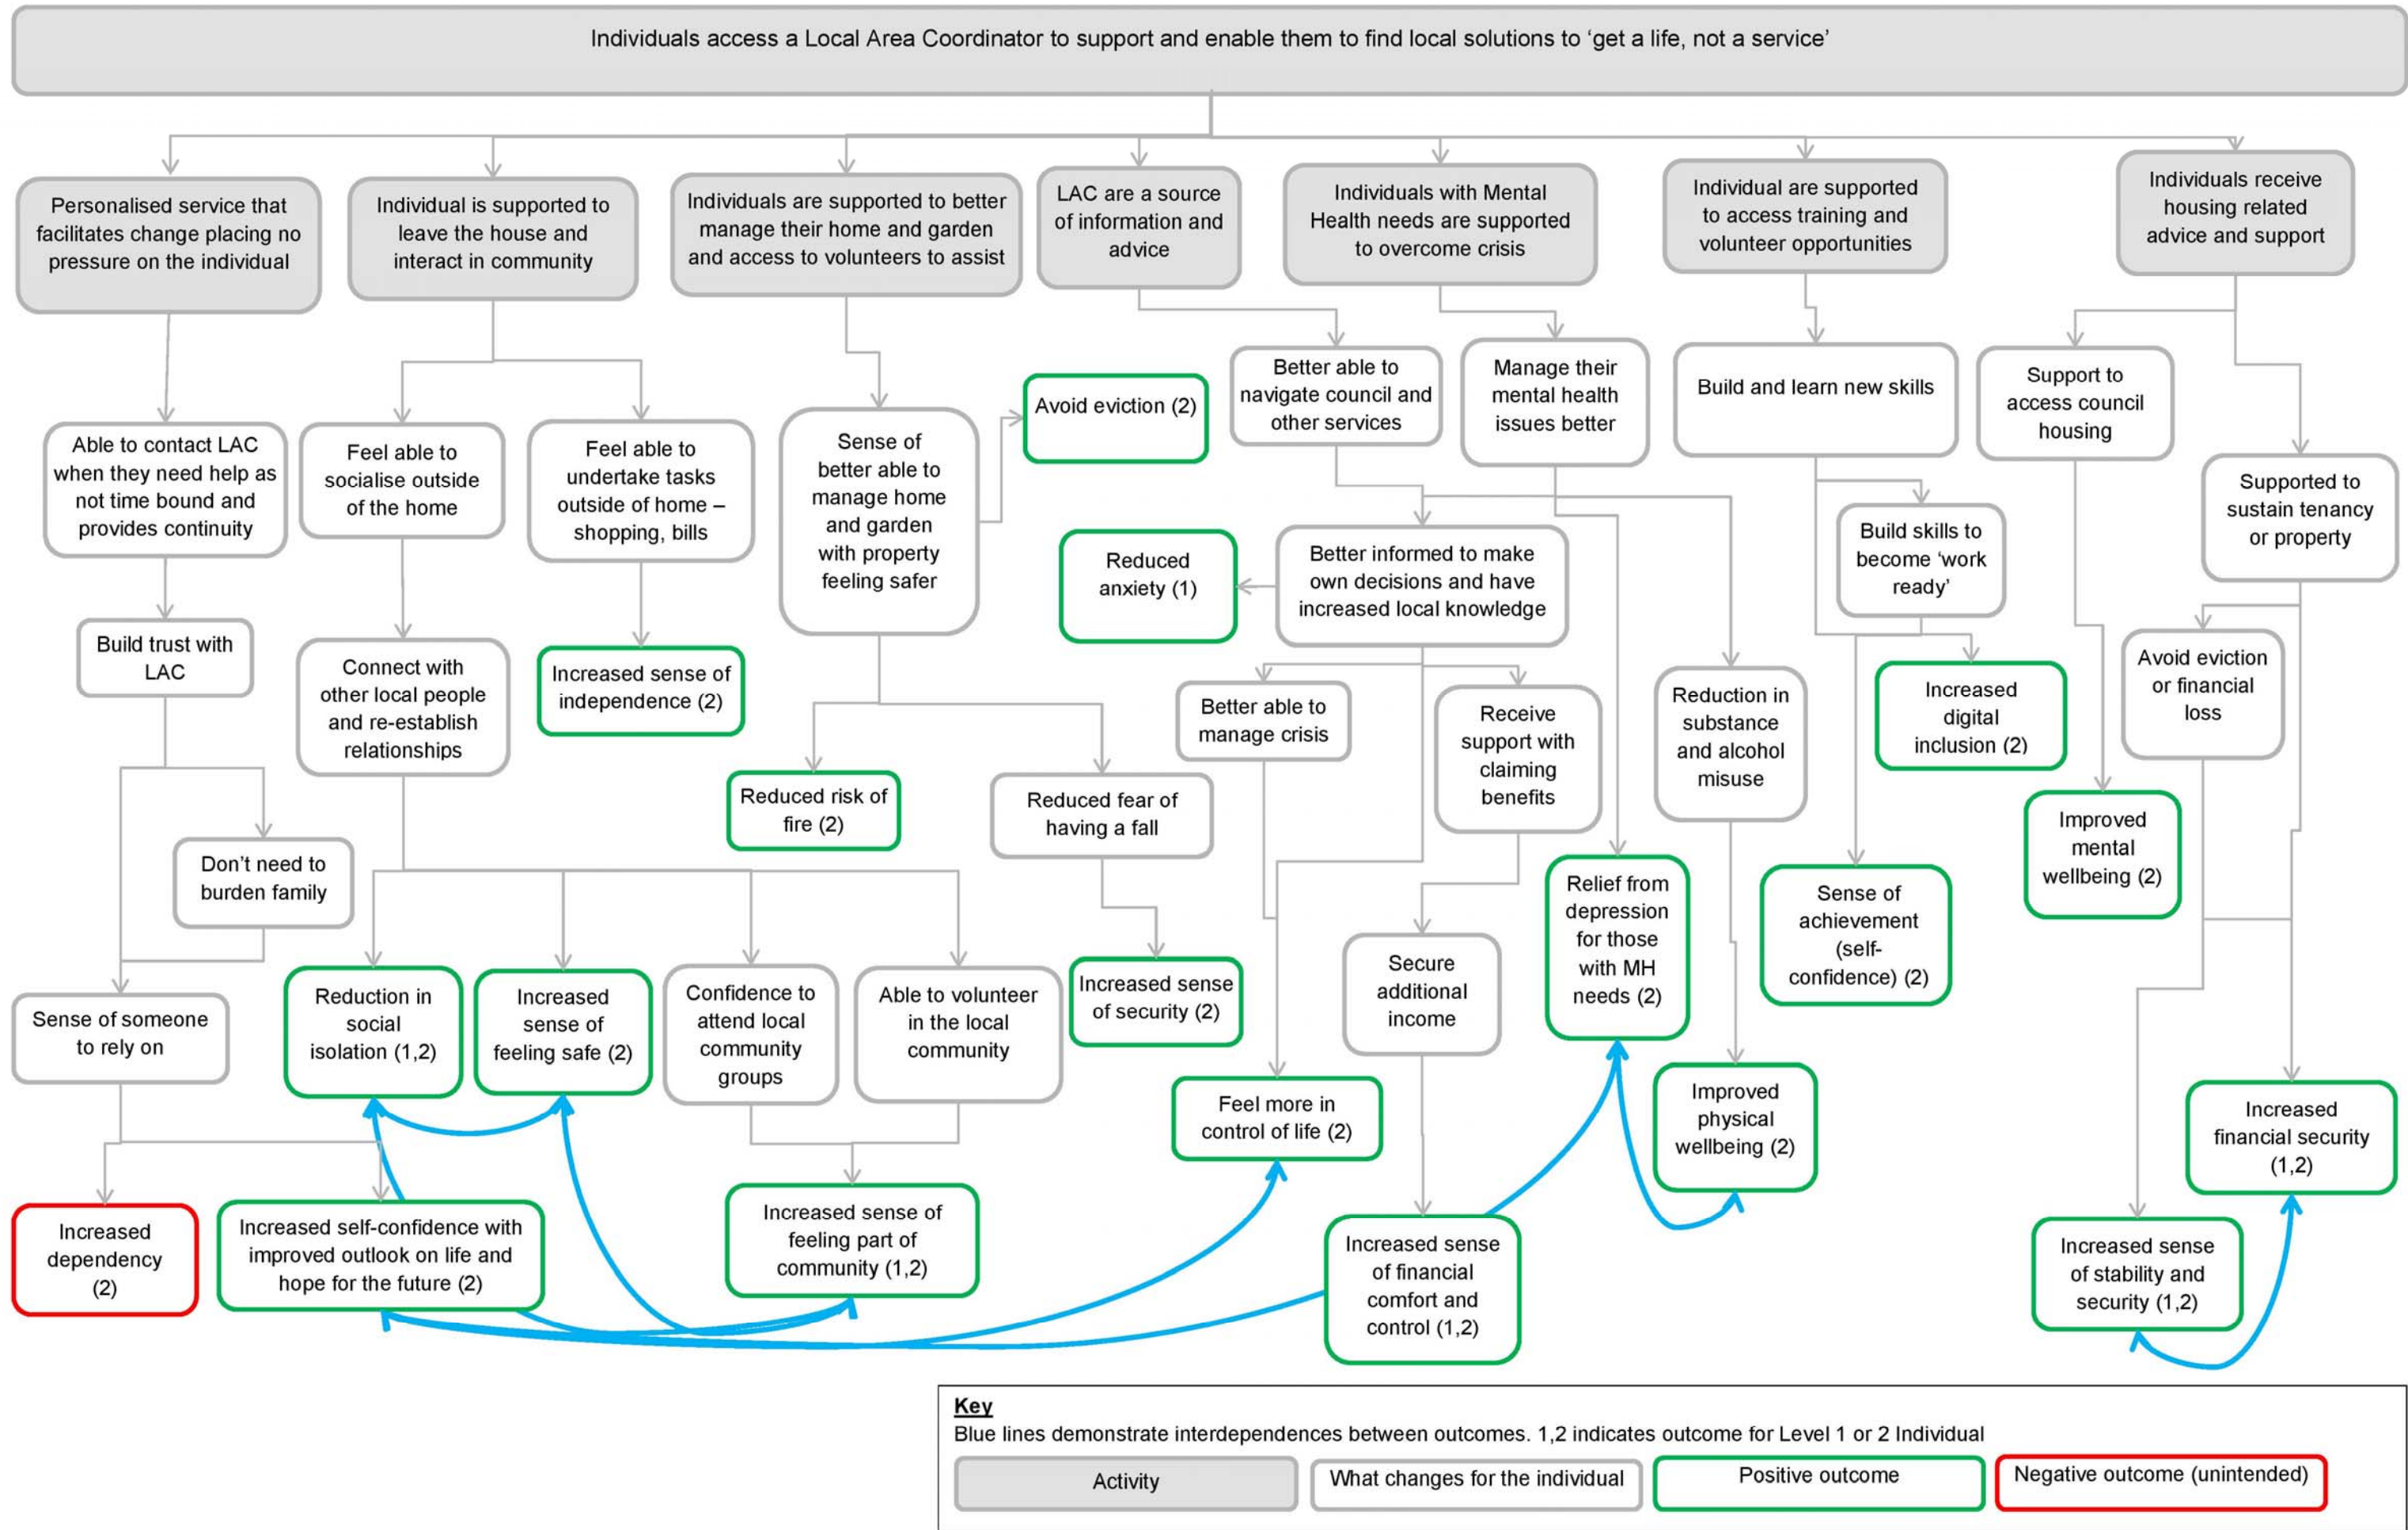 Individuals access a Local Area Coordinator to support and enable them to find local solutions to ‘get a life, not a service’
Personalised service that
facilitates change placing no
pressure on the individual
Individual is supported to
leave the house and
interact in community
Individuals are supported to better
manage their home and garden
and access to volunteers to assist
LAC are a source
of information and
advice
Individuals with Mental
Health needs are supported
to overcome crisis
Individual are supported
to access training and
volunteer opportunities
Individuals receive
housing related
advice and support
Able to contact LAC
when they need help as
not time bound and
provides continuity
Feel able to
socialise outside
of the home
Feel able to
undertake tasks
outside of home –
shopping, bills
Sense of
better able to
manage home
and garden
with property
feeling safer
Avoid eviction (2)
Better able to
navigate council and
other services
Manage their
mental health
issues better
Build and learn new skills
Support to
access council
housing
Supported to
sustain tenancy
or property
Build skills to
become ‘work
ready’
Reduced
anxiety (1)
Better informed to make
own decisions and have
increased local knowledge
Build trust with
LAC
Connect with
other local people
and re-establish
relationships
Increased sense of
independence (2)
Better able to
manage crisis
Receive
support with
claiming
benefits
Reduction in
substance
and alcohol
misuse
Increased
digital
inclusion (2)
Avoid eviction
or financial
loss
Reduced risk of
fire (2)
Reduced fear of
having a fall
Improved
mental
wellbeing (2)
Don’t need to
burden family
Relief from
depression
for those
with MH
needs (2)
Sense of
achievement
(self-
confidence) (2)
Sense of someone
to rely on
Reduction in
social
isolation (1,2)
Increased
sense of
feeling safe (2)
Confidence to
attend local
community
groups
Able to volunteer
in the local
community
Increased sense
of security (2)
Secure
additional
income
Feel more in
control of life (2)
Improved
physical
wellbeing (2)
Increased
financial security
(1,2)
Increased
dependency
(2)
Increased self-confidence with
improved outlook on life and
hope for the future (2)
Increased sense of
feeling part of
community (1,2)
Increased sense
of financial
comfort and
control (1,2)
Increased sense
of stability and
security (1,2)
Key
Blue lines demonstrate interdependences between outcomes. 1,2 indicates outcome for Level 1 or 2 Individual
Activity
What changes for the individual
Positive outcome
Negative outcome (unintended)